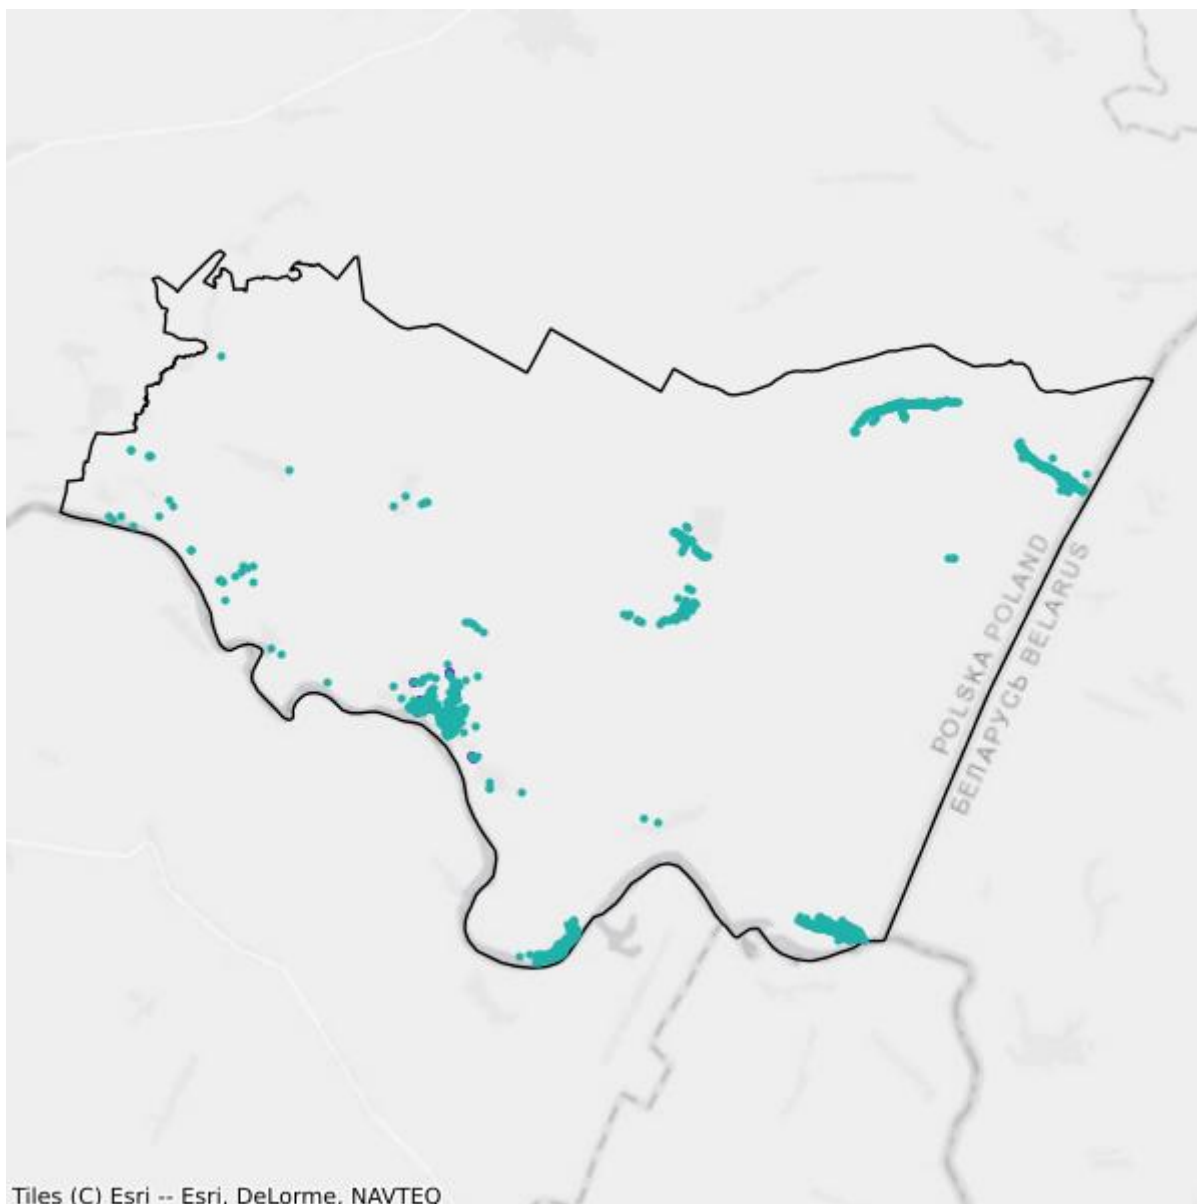 POLSKA POLAND
БЕЛАРУСЬ BELARUS
Tiles (C) Esri -- Esri, DeLorme, NAVTEQ